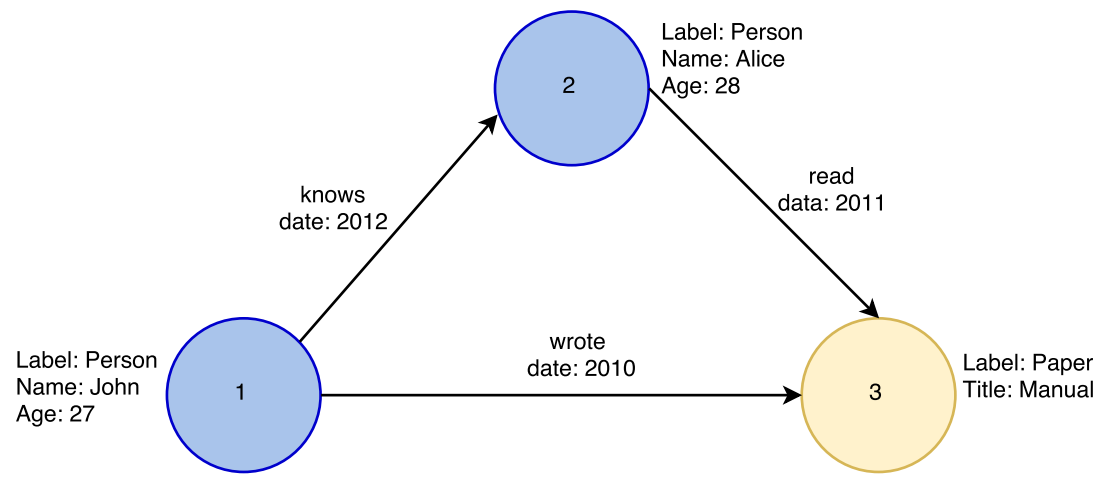 Label: Person
Name: Alice
Age: 28
2
read
data: 2011
knows
date: 2012
wrote
date: 2010
Label: Person
Name: John
Age: 27
1
3
Label: Paper
Title: Manual